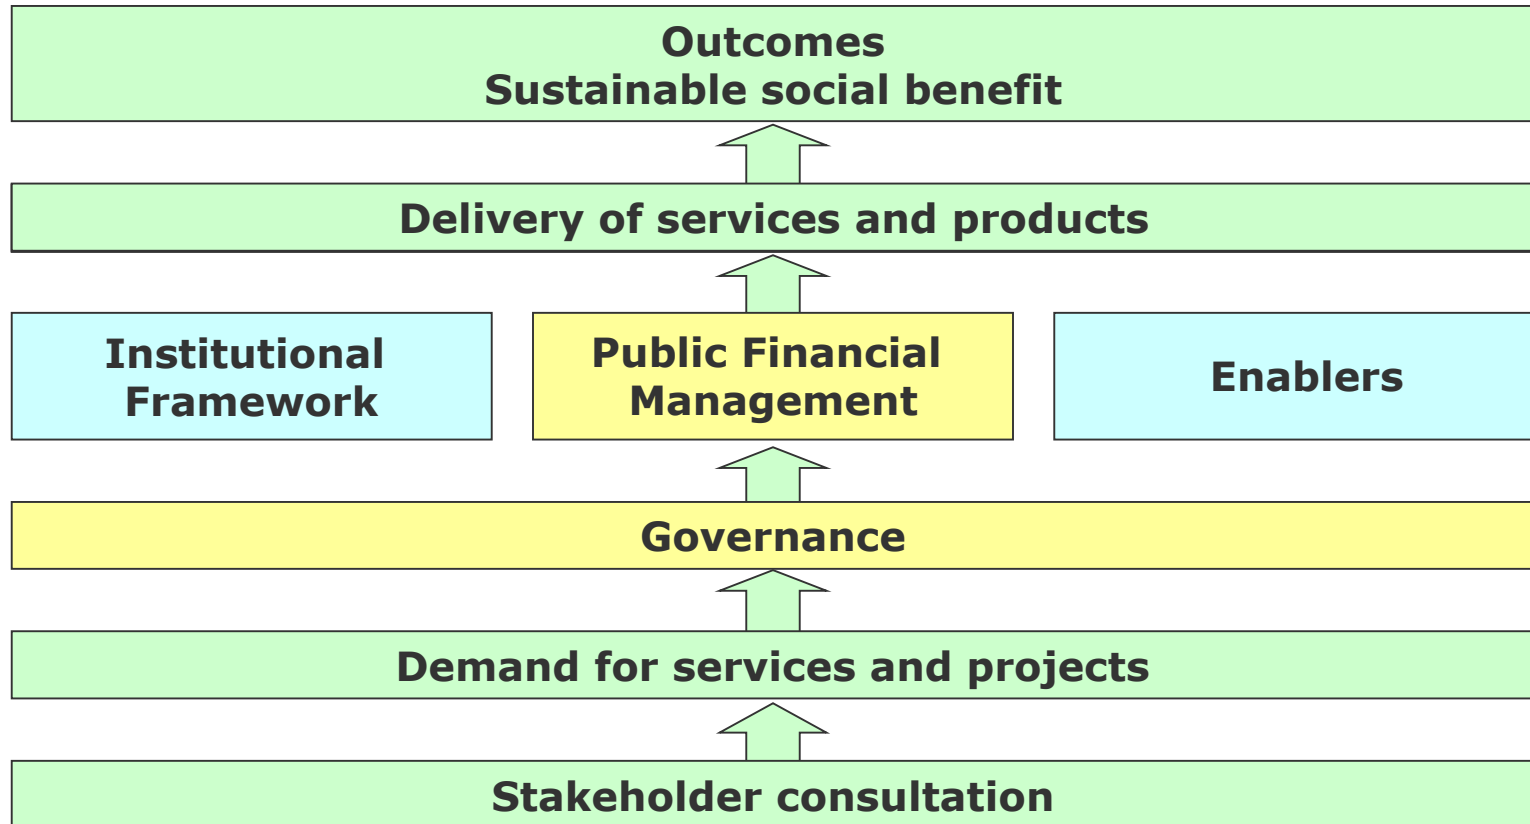 Outcomes
Sustainable social benefit
Delivery of services and products
Institutional
Framework
Public Financial
Management
Enablers
Governance
Demand for services and projects
Stakeholder consultation